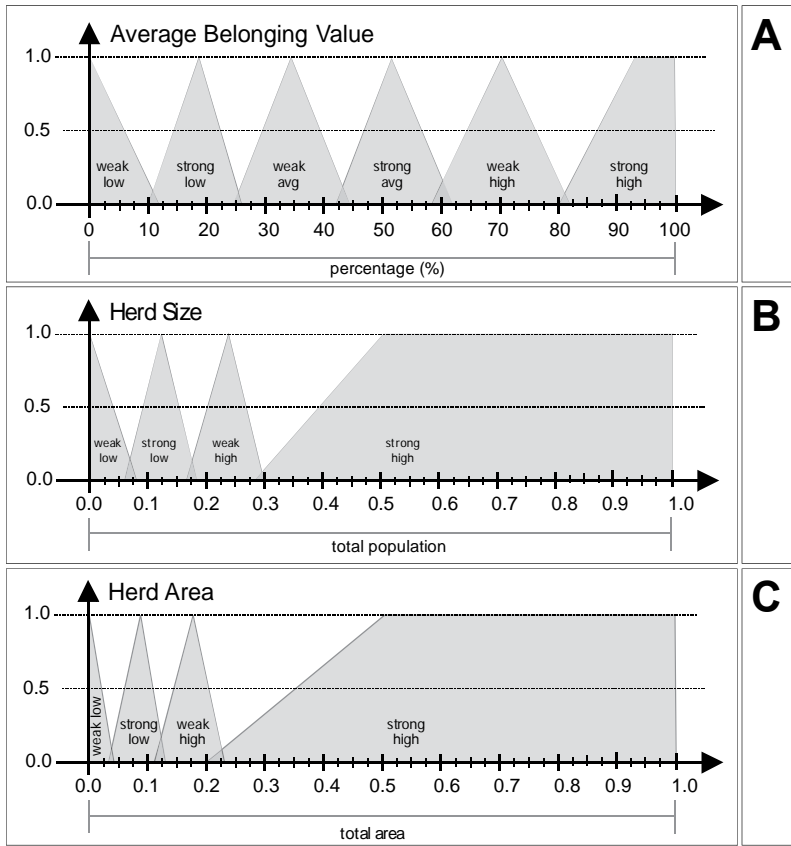 Average Belonging Value
A
1.0
0.5
0.0
weak
low
strong
low
weak
avg
strong
avg
weak
high
strong
high
0 10 20 30 40 50 60 70 80 90 100
percentage (%)
Herd Size
B
1.0
0.5
0.0
weak
low
strong
low
weak
high
strong
high
0.0 0.1 0.2 0.3 0.4 0.5 0.6 0.7 0.8 0.9 1.0
total population
Herd Area
C
1.0
0.5
0.0
weak low
strong
low
weak
high
strong
high
0.0 0.1 0.2 0.3 0.4 0.5 0.6 0.7 0.8 0.9 1.0
total area